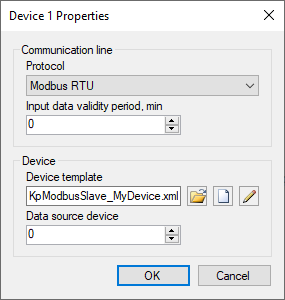 Device 1 Properties
Communication line
Protocol
Modbus RTU
Input data validity period, min
0
Device
Device template
KpModbusSlave_MyDevice.xml
Data source device
0
OK
Cancel